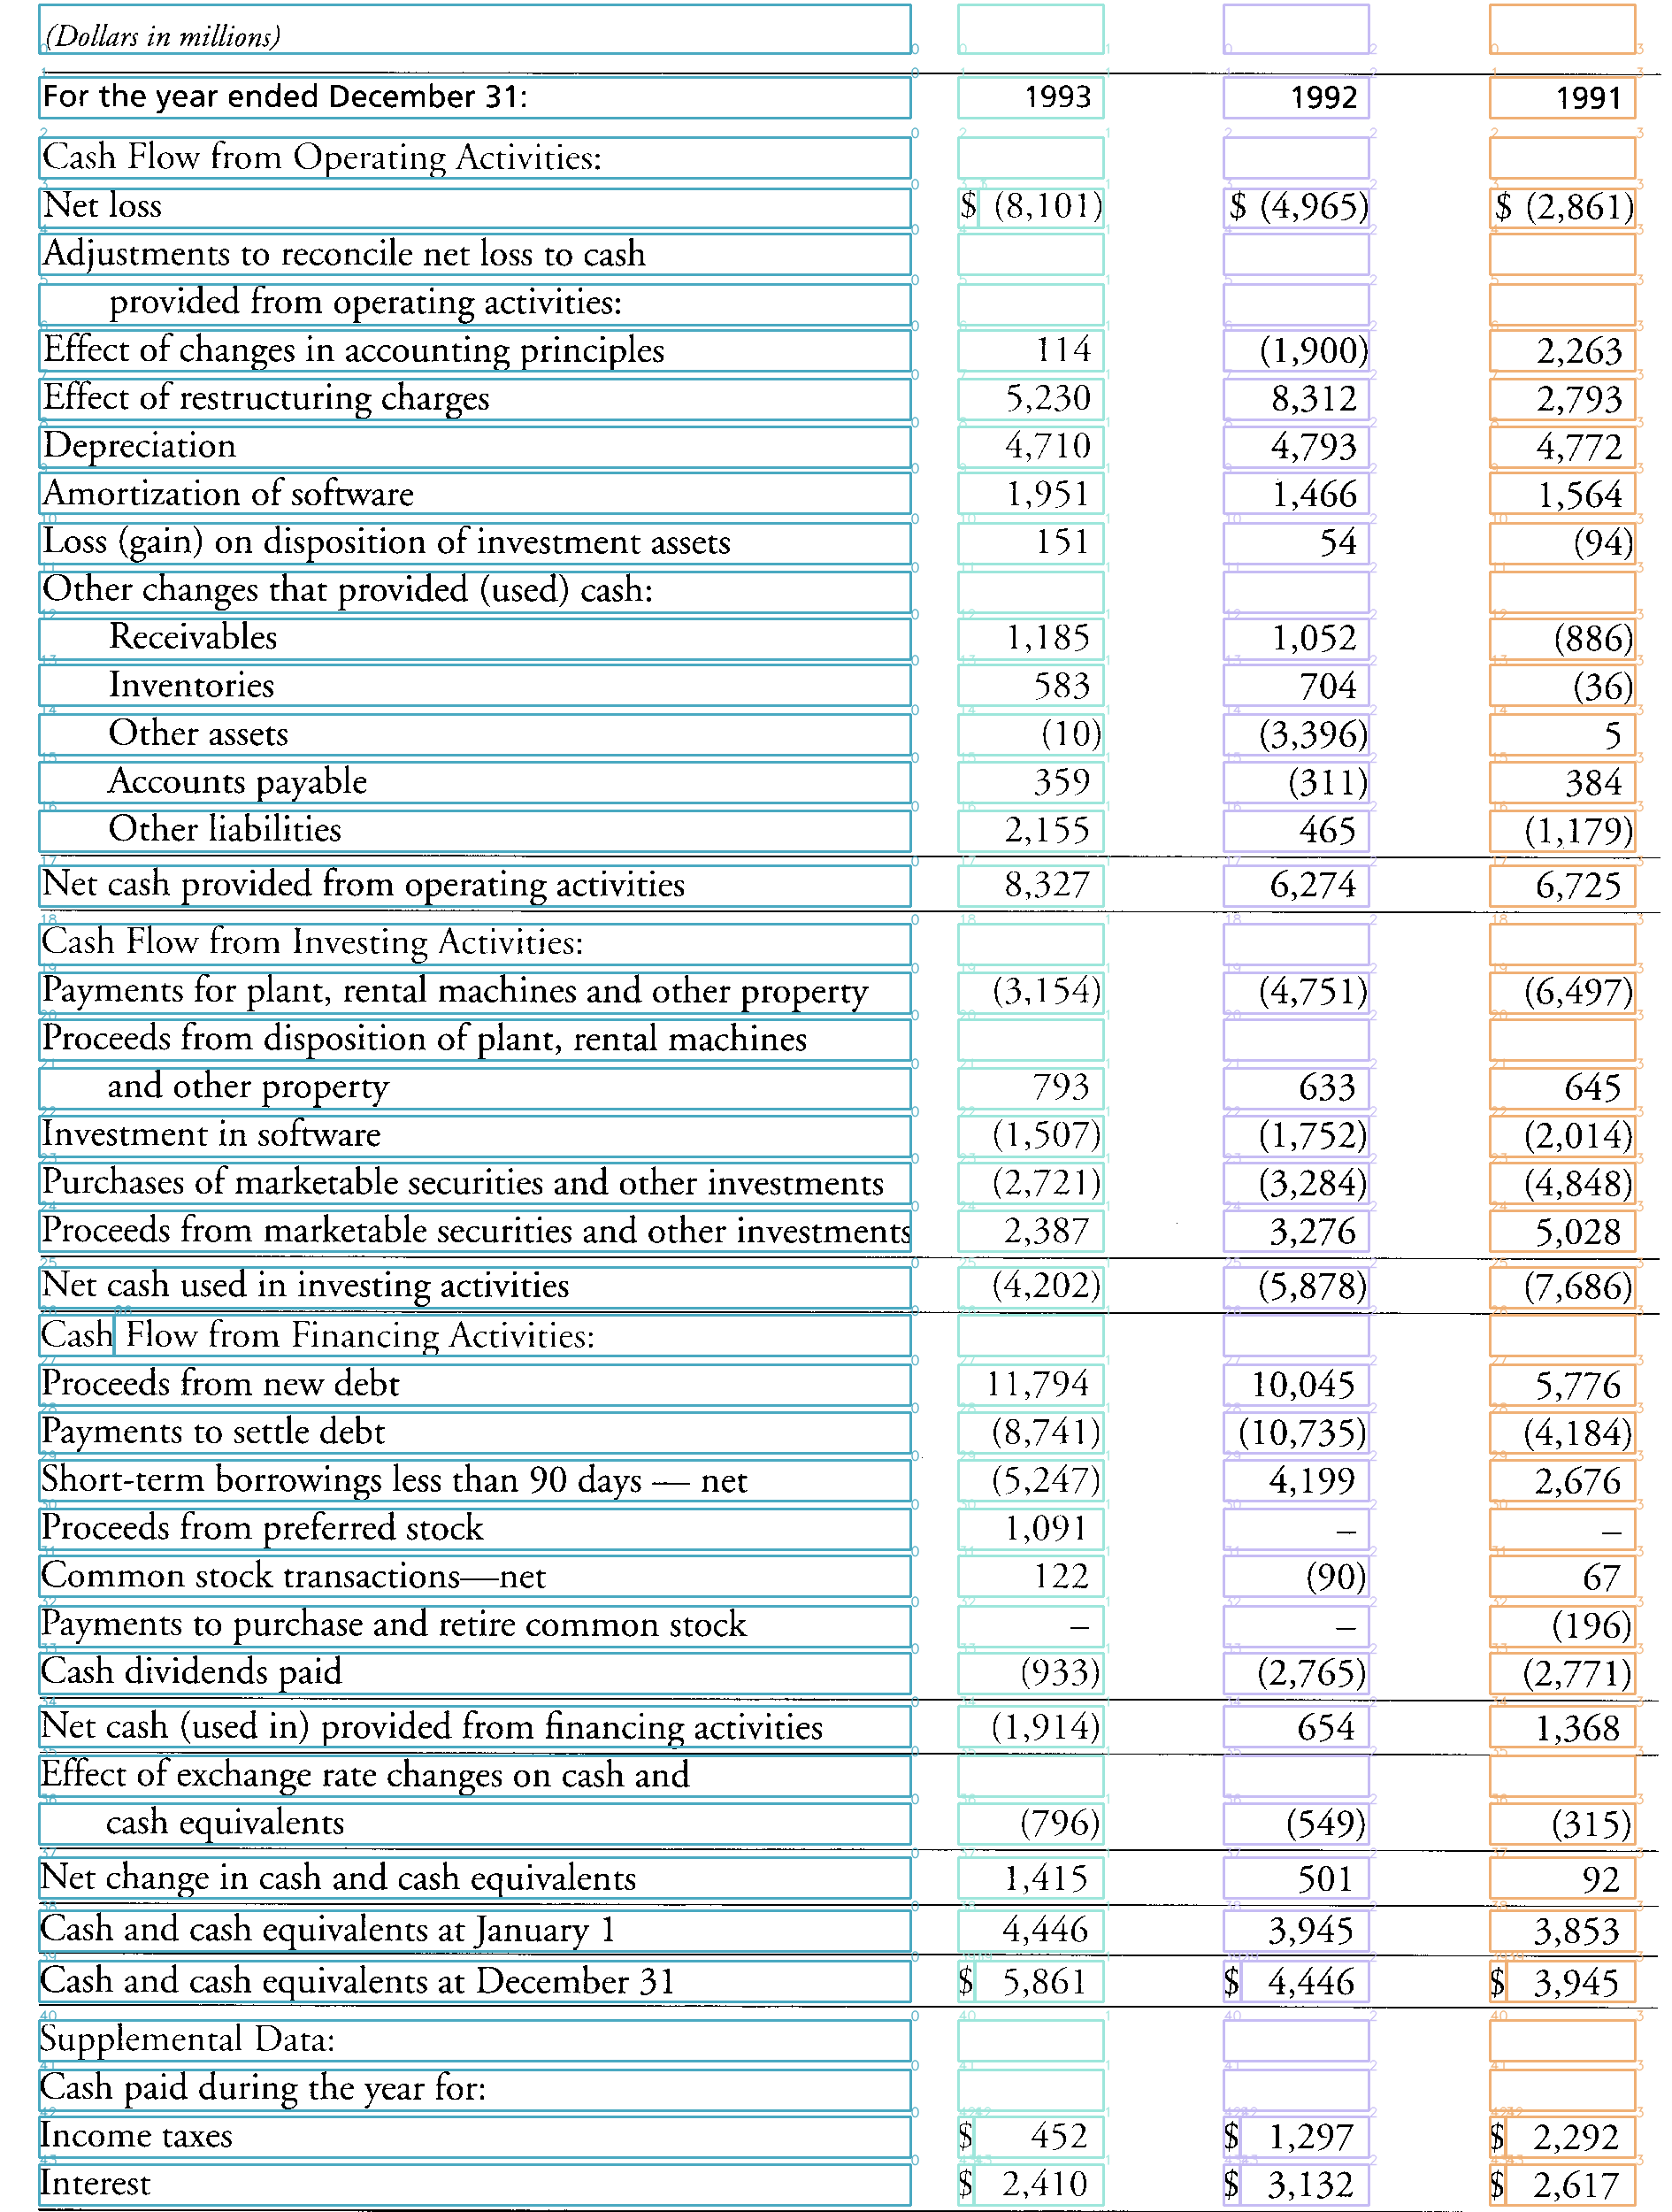 (Dollars in millions)
For the year ended December 31: 1993 1992 1991
Cash Flow from Operating Activities:
Net loss $ (8,101) $ (4,965) $ (2,861)
Adjustments to reconcile net loss to cash
provided from operating activities:
Effect of changes in accounting principles 114 (1,900) 2,263
Effect of restructuring charges 5,230 8,312 2,793
Depreciation 4,710 4,793 4,772
Amortization of software 1,951 1,466 1,564
Loss (gain) on disposition of investment assets 151 54 (94)
Other changes that provided (used) cash:
Receivables 1,185 1,052 (886)
Inventories 583 704 (36)
Other assets (10) (3,396) 5
Accounts payable 359 (311) 384
Other liabilities 2,155 465 (1,179)
Net cash provided from operating activities 8,327 6,274 6,725
Cash Flow from Investing Activities:
Payments for plant, rental machines and other property (3,154) (4,751) (6,497)
Proceeds from disposition of plant, rental machines
and other property 793 633 645
Investment in software (1,507) (1,752) (2,014)
Purchases of marketable securities and other investments (2,721) (3,284) (4,848)
Proceeds from marketable securities and other investments 2,387 3,276 5,028
Net cash used in investing activities (4,202) (5,878) (7,686)
Cash Flow from Financing Activities:
Proceeds from new debt 11,794 10,045 5,776
Payments to settle debt (8,741) (10,735) (4,184)
Short-term borrowings less than 90 days — net (5,247) 4,199 2,676
Proceeds from preferred stock 1,091 – –
Common stock transactions—net 122 (90) 67
Payments to purchase and retire common stock – – (196)
Cash dividends paid (933) (2,765) (2,771)
Net cash (used in) provided from financing activities (1,914) 654 1,368
Effect of exchange rate changes on cash and
cash equivalents (796) (549) (315)
Net change in cash and cash equivalents 1,415 501 92
Cash and cash equivalents at January 1 4,446 3,945 3,853
Cash and cash equivalents at December 31 $ 5,861 $ 4,446 $ 3,945
Supplemental Data:
Cash paid during the year for:
Income taxes $ 452 $ 1,297 $ 2,292
Interest $ 2,410 $ 3,132 $ 2,617